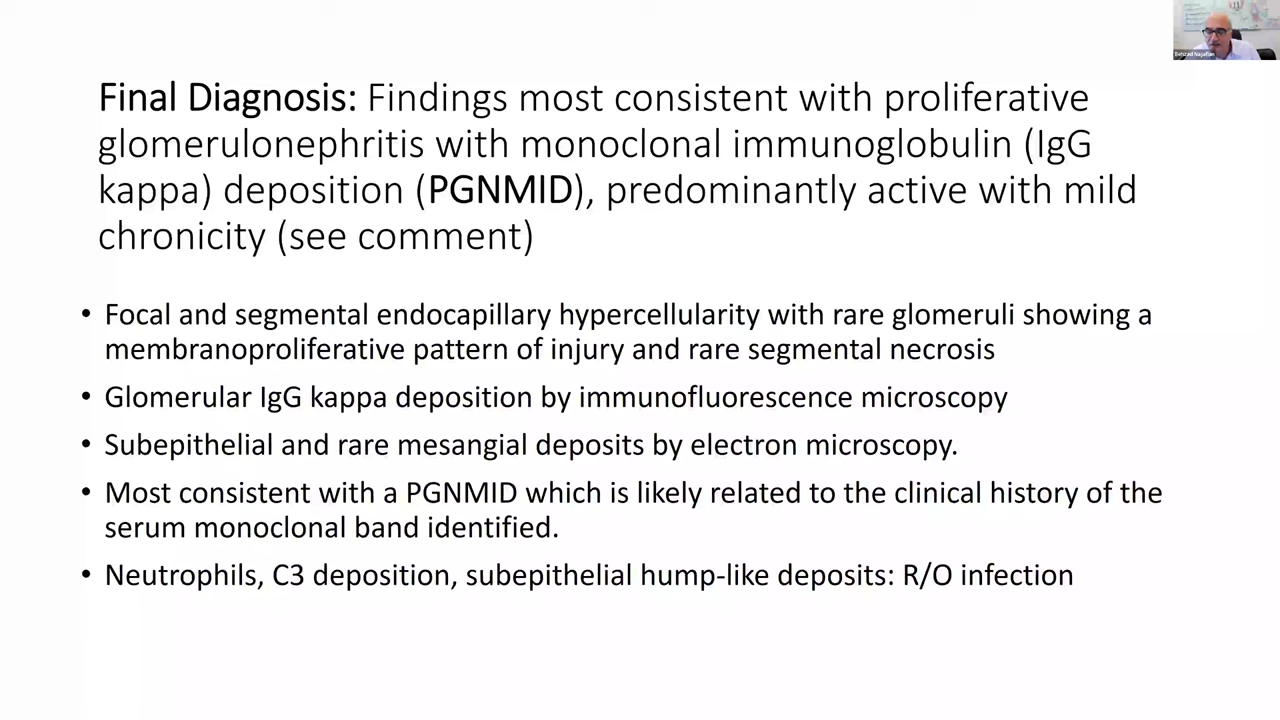 Behzad Najafian
Final Diagnosis: Findings most consistent with proliferative
glomerulonephritis with monoclonal immunoglobulin (IgG
kappa) deposition (PGNMID), predominantly active with mild
chronicity (see comment)
• Focal and segmental endocapillary hypercellularity with rare glomeruli showing a
membranoproliferative pattern of injury and rare segmental necrosis
• Glomerular IgG kappa deposition by immunofluorescence microscopy
• Subepithelial and rare mesangial deposits by electron microscopy.
• Most consistent with a PGNMID which is likely related to the clinical history of the
serum monoclonal band identified.
• Neutrophils, C3 deposition, subepithelial hump-like deposits: R/O infection